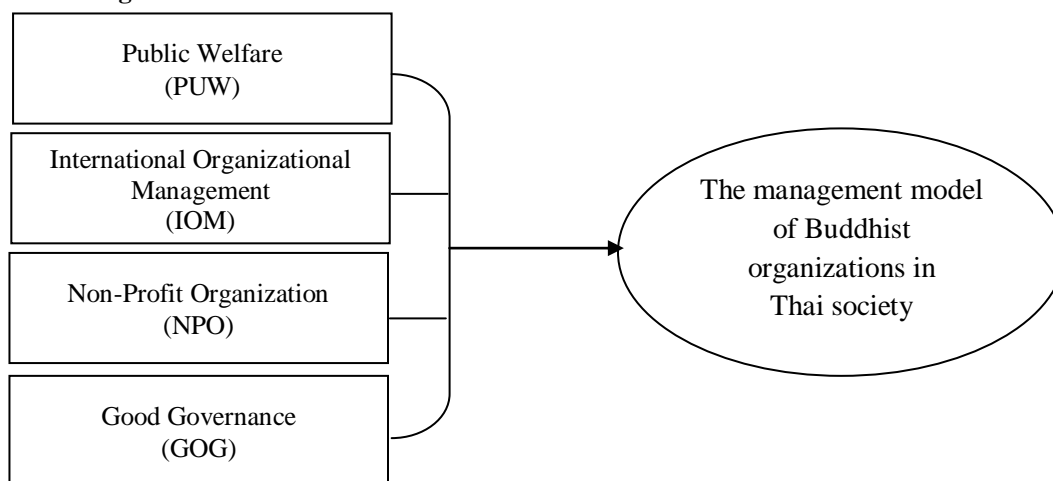 Public Welfare
(PUW)
International Organizational
Management
(IOM)
Non-Profit Organization
(NPO)
Good Governance
(GOG)
The management model
of Buddhist
organizations in
Thai society